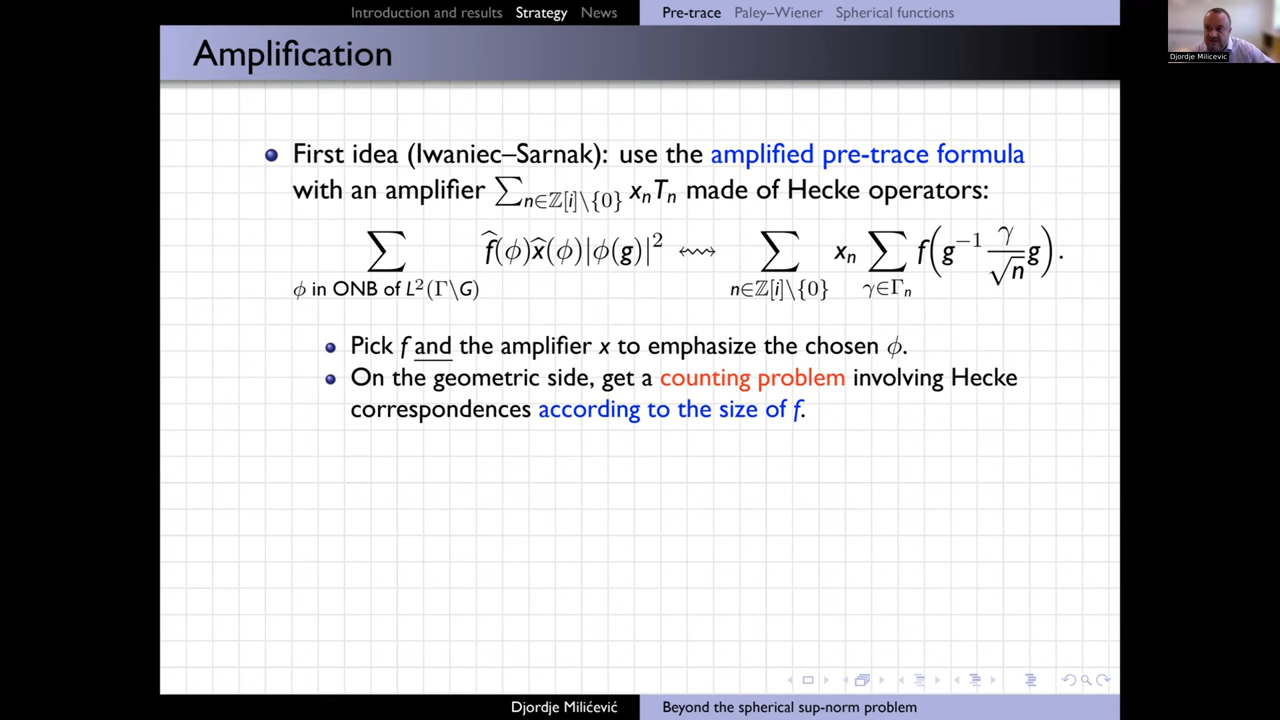 Introduction and results Strategy News Pre-trace Paley–Wiener Spherical functions
Djordje Milicevic
Amplification
First idea (Iwaniec–Sarnak): use the amplified pre-trace formula
with an amplifier ∑_{n∈ℤ[i]\{0}} x_n T_n made of Hecke operators:
∑_{ϕ in ONB of L²(Γ\G)} f̂(ϕ)x̂(ϕ)|ϕ(g)|² ↭ ∑_{n∈ℤ[i]\{0}} x_n ∑_{γ∈Γ_n} f(g⁻¹ γ/√n g).
Pick f and the amplifier x to emphasize the chosen ϕ.
On the geometric side, get a counting problem involving Hecke
correspondences according to the size of f.
Djordje Milićević Beyond the spherical sup-norm problem